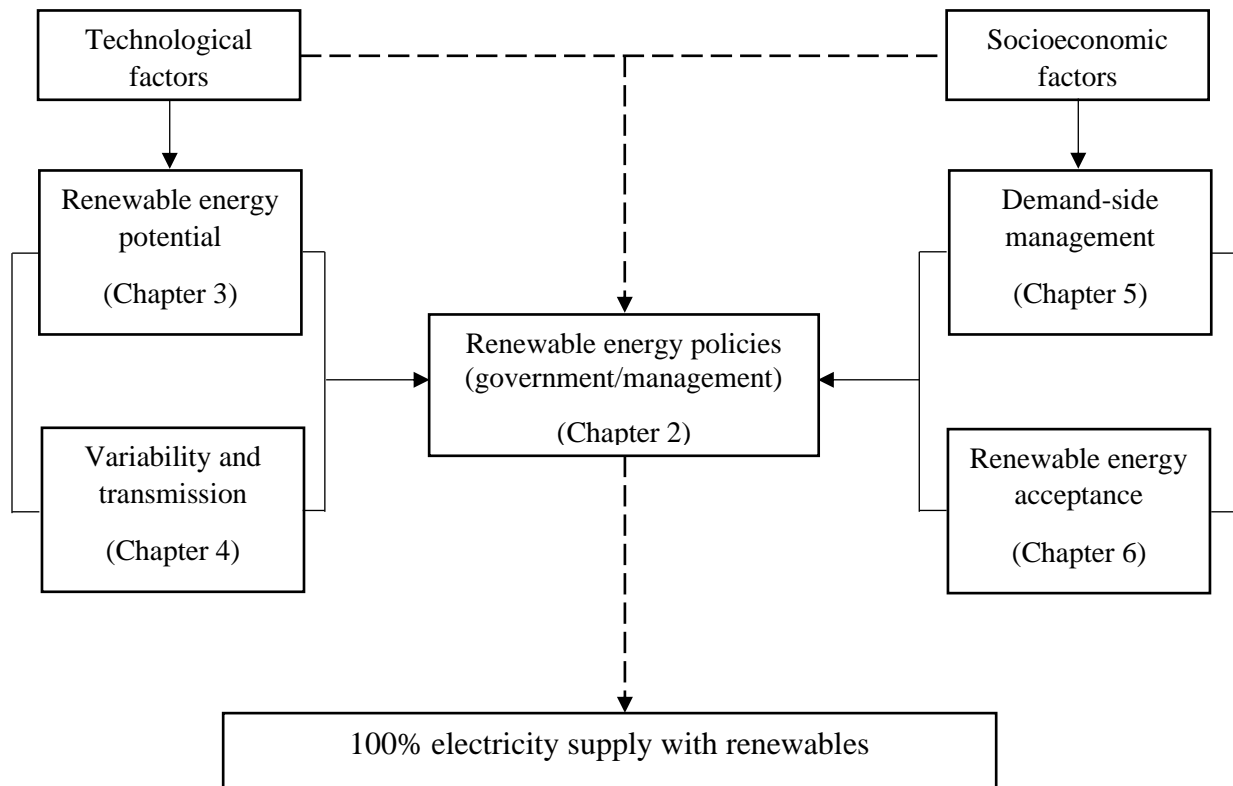 Technological
factors
Socioeconomic
factors
Renewable energy
potential
(Chapter 3)
Demand-side
management
(Chapter 5)
Renewable energy policies
(government/management)
(Chapter 2)
Variability and
transmission
(Chapter 4)
Renewable energy
acceptance
(Chapter 6)
100% electricity supply with renewables